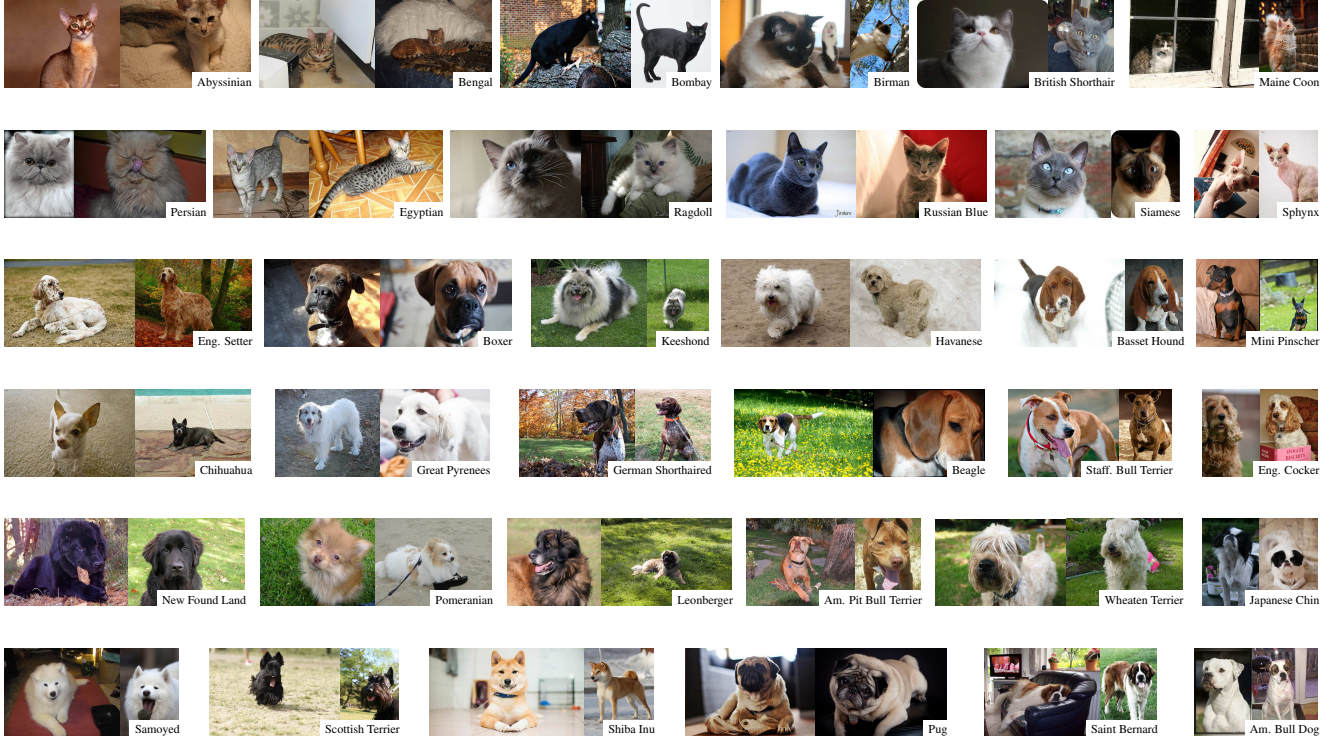 Abyssinian
Bengal
Bombay
Birman
British Shorthair
Maine Coon
Persian
Egyptian
Ragdoll
Russian Blue
Siamese
Sphynx
Eng. Setter
Boxer
Keeshond
Havanese
Basset Hound
Mini Pinscher
Chihuahua
Great Pyrenees
German Shorthaired
Beagle
Staff. Bull Terrier
Eng. Cocker
New Found Land
Pomeranian
Leonberger
Am. Pit Bull Terrier
Wheaten Terrier
Japanese Chin
Samoyed
Scottish Terrier
Shiba Inu
Pug
Saint Bernard
Am. Bull Dog